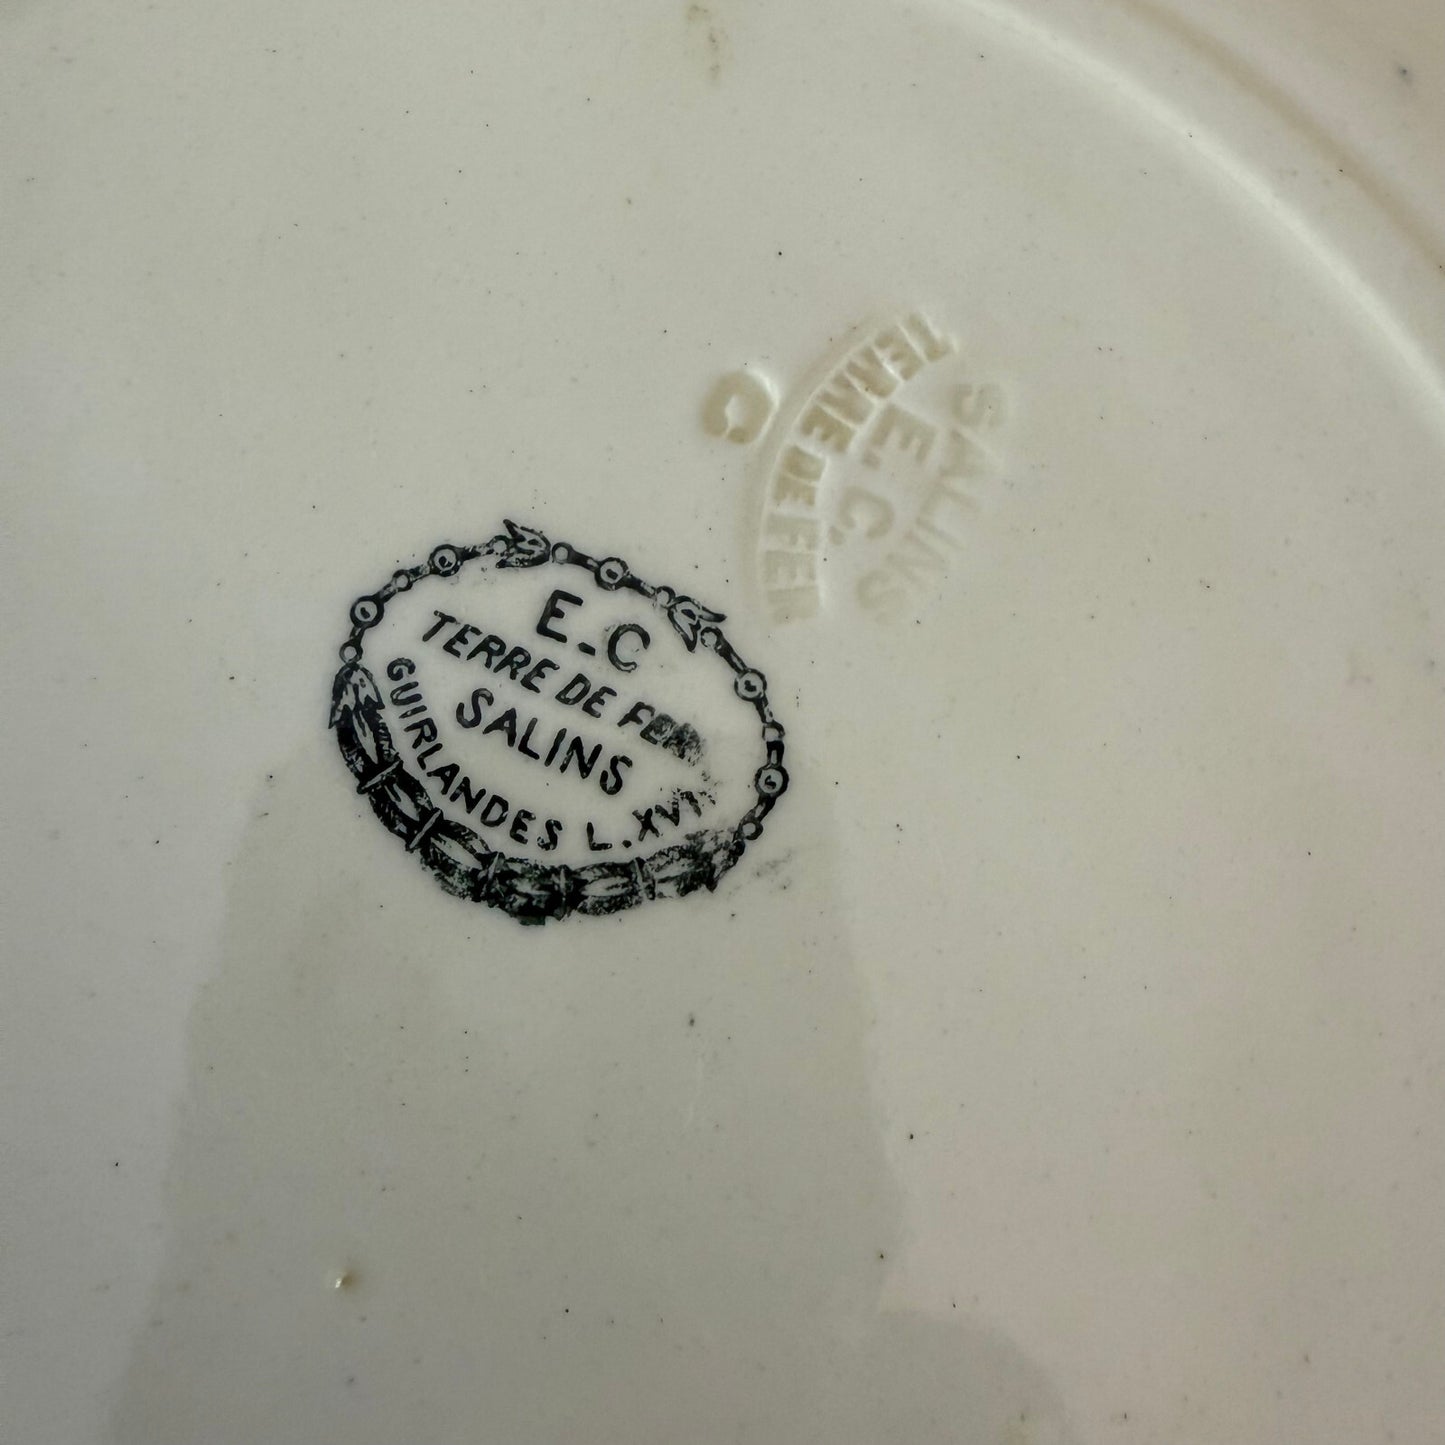 E.C
TERRE DE FER
SALINS
GUIRLANDES L.XVI
C
TERRE DE FER
E.C.
SALINS